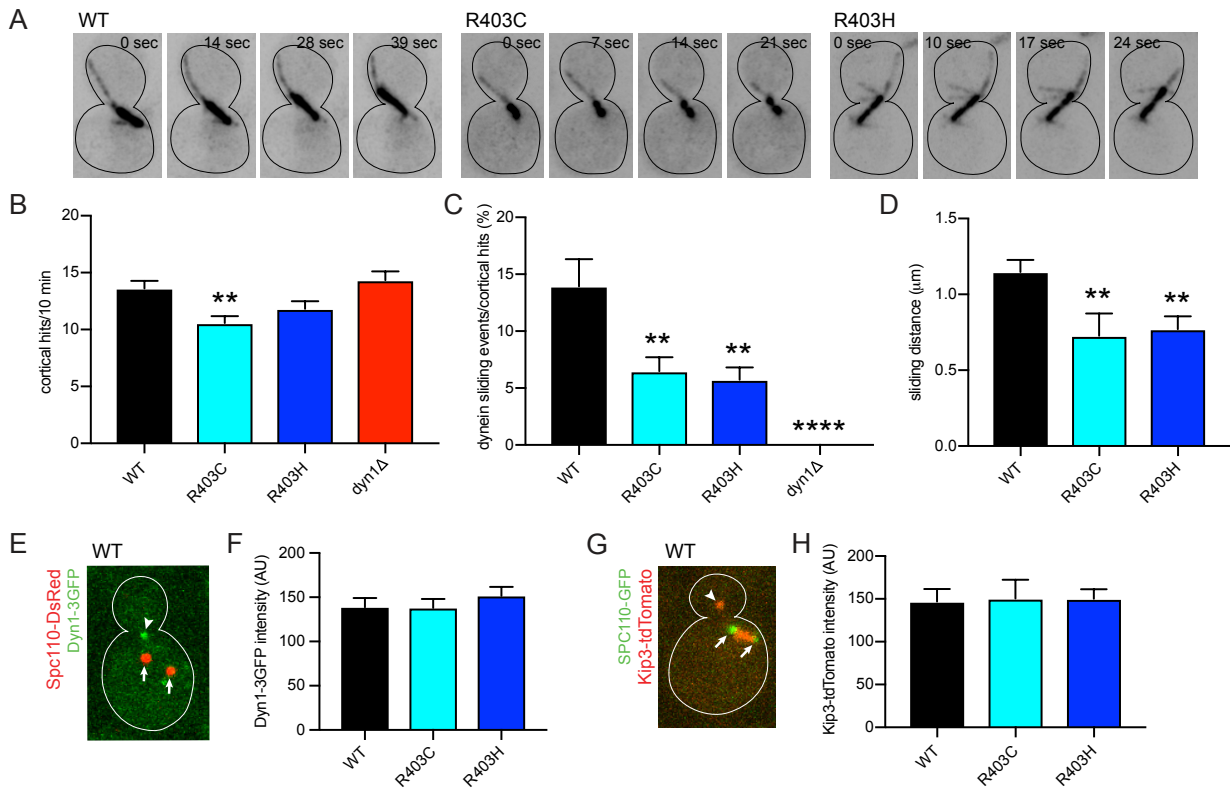 A
WT
0 sec
14 sec
28 sec
39 sec
R403C
0 sec
7 sec
14 sec
21 sec
R403H
0 sec
10 sec
17 sec
24 sec
B
cortical hits/10 min
20
15
10
5
0
**
WT
R403C
R403H
dyn1Δ
C
dynein sliding events/cortical hits (%)
20
15
10
5
0
**
**
****
WT
R403C
R403H
dyn1Δ
D
sliding distance (μm)
1.5
1.0
0.5
0.0
**
**
WT
R403C
R403H
E
WT
Spc110-DsRed
Dyn1-3GFP
F
Dyn1-3GFP intensity (AU)
200
150
100
50
0
WT
R403C
R403H
G
WT
SPC110-GFP
Kip3-tdTomato
H
Kip3-tdTomato intensity (AU)
200
150
100
50
0
WT
R403C
R403H